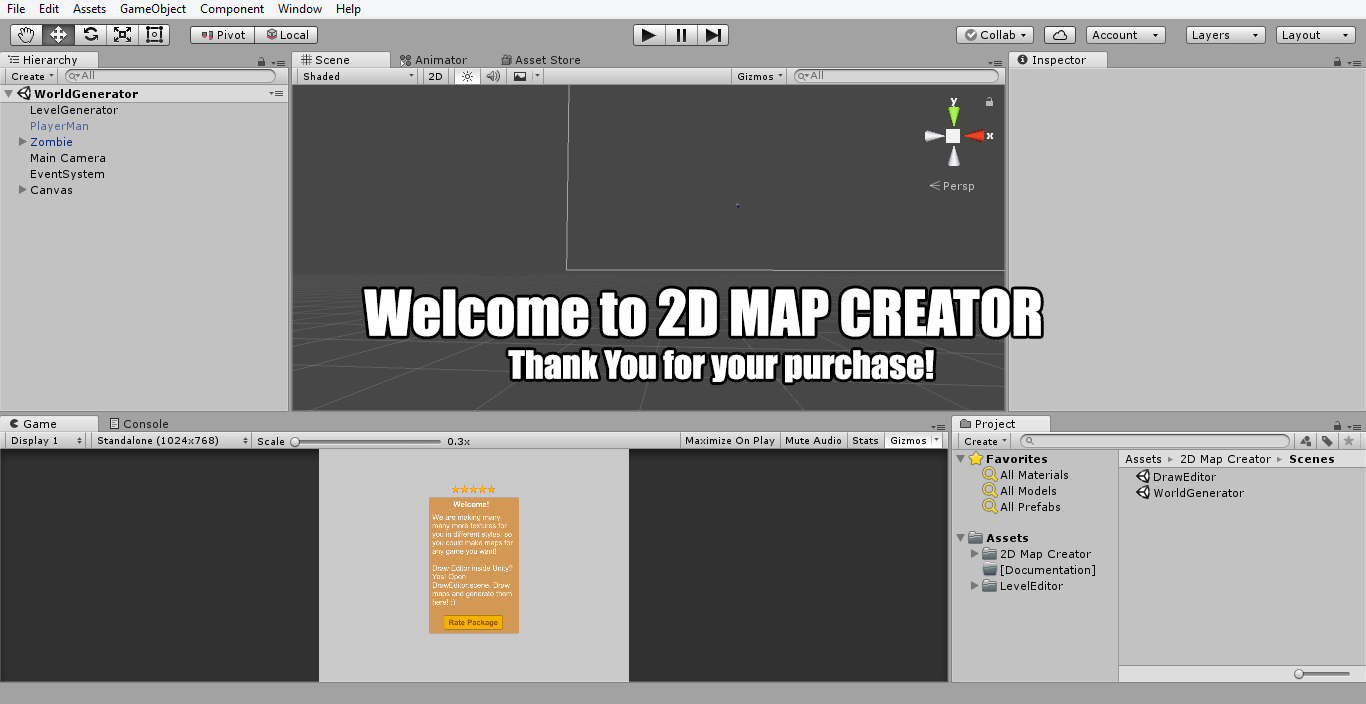 File Edit Assets GameObject Component Window Help
Pivot Local Collab Account Layers Layout
Hierarchy
Create All
WorldGenerator
LevelGenerator
PlayerMan
Zombie
Main Camera
EventSystem
Canvas
Scene Animator Asset Store
Shaded 2D Gizmos All
y
x
Persp
Welcome to 2D MAP CREATOR
Thank You for your purchase!
Inspector
Game Console
Display 1 Standalone (1024x768) Scale 0.3x Maximize On Play Mute Audio Stats Gizmos
Welcome!
We are making many
many more textures for
you in different styles, so
you could make maps for
any game you want!
Draw Editor inside Unity?
Yes! Open
DrawEditor.scene. Draw
maps and generate them
here! :)
Rate Package
Project
Create
Favorites
All Materials
All Models
All Prefabs
Assets
2D Map Creator
[Documentation]
LevelEditor
Assets 2D Map Creator Scenes
DrawEditor
WorldGenerator